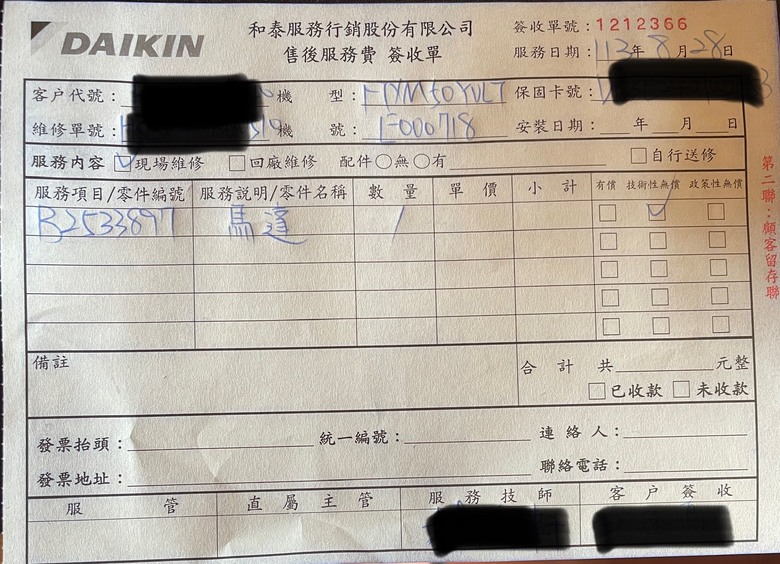 DAIKIN
和泰服務行銷股份有限公司
售後服務費 簽收單
簽收單號：1212366
服務日期：113年8月28日
客戶代號：
機 型：FTXM50YVLT
保固卡號：
維修單號：
機 號：E000718
安裝日期： 年 月 日
服務內容 現場維修 回廠維修 配件 無 有
自行送修
服務項目/零件編號 服務說明/零件名稱 數量 單價 小計 有償 技術性無償 政策性無償
B2533897 馬達 1
備註
合計 共 元整
已收款 未收款
發票抬頭： 統一編號： 連絡人：
發票地址： 聯絡電話：
服管 直屬主管 服務技師 客戶簽收
第二聯：顧客留存聯